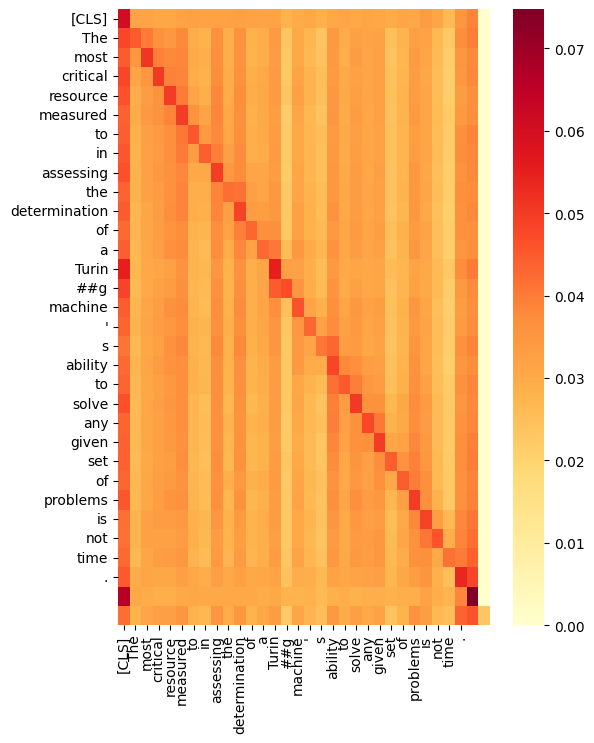 [CLS]
The
most
critical
resource
measured
to
in
assessing
the
determination
of
a
Turin
##g
machine
'
s
ability
to
solve
any
given
set
of
problems
is
not
time
.
[CLS]
The
most
critical
resource
measured
to
in
assessing
the
determination
of
a
Turin
##g
machine
'
s
ability
to
solve
any
given
set
of
problems
is
not
time
.
0.07
0.06
0.05
0.04
0.03
0.02
0.01
0.00